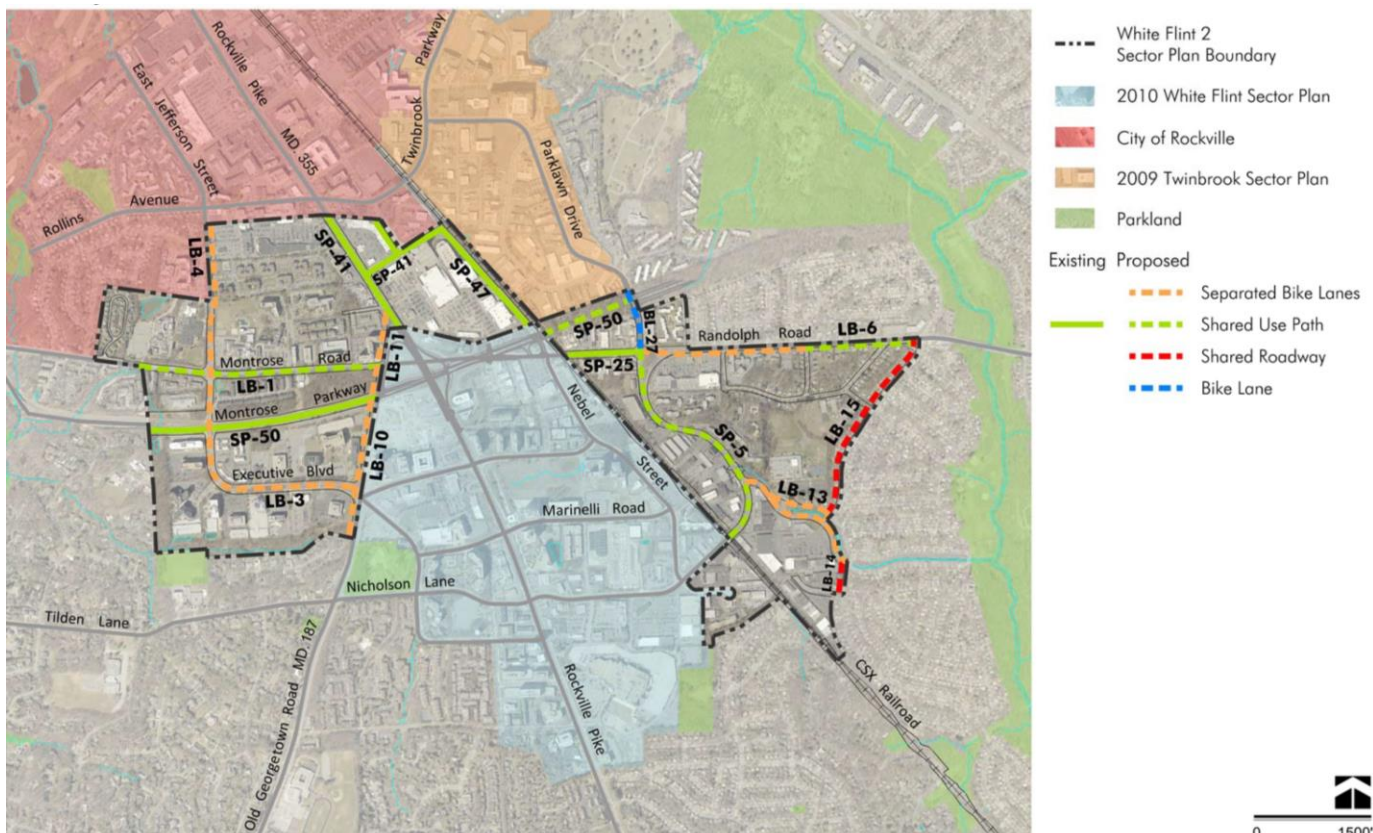 Rockville Pike
MD 355
East Jefferson Street
Twinbrook Parkway
Parklawn Drive
Rollins Avenue
LB-4
SP-41
SP-41
SP-47
SP-50
BL-27
Randolph Road
LB-6
SP-25
LB-11
Montrose Road
LB-1
Montrose Parkway
SP-50
Nebel Street
SP-5
LB-15
LB-10
Executive Blvd
LB-3
LB-13
Marinelli Road
LB-14
Nicholson Lane
Tilden Lane
Old Georgetown Road MD 187
Rockville Pike
CSX Railroad
White Flint 2
Sector Plan Boundary
2010 White Flint Sector Plan
City of Rockville
2009 Twinbrook Sector Plan
Parkland
Existing Proposed
Separated Bike Lanes
Shared Use Path
Shared Roadway
Bike Lane
0 1500'